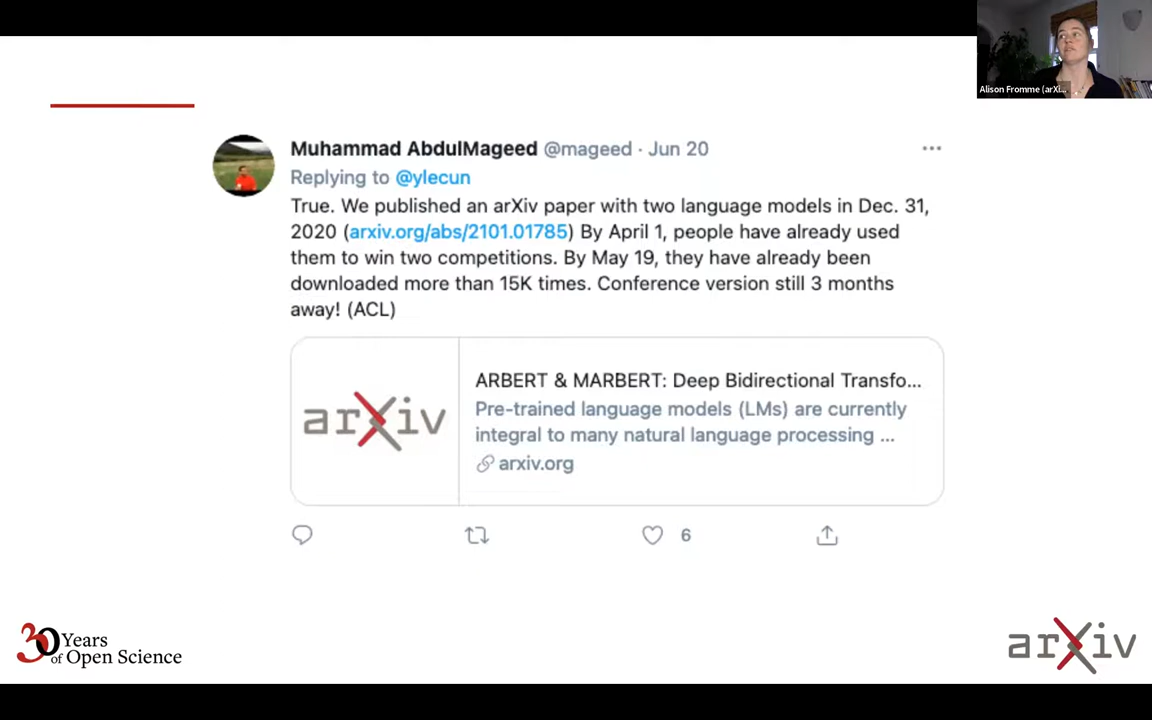 Alison Fromme (arXi...
Muhammad AbdulMageed @mageed · Jun 20
Replying to @ylecun
True. We published an arXiv paper with two language models in Dec. 31,
2020 (arxiv.org/abs/2101.01785) By April 1, people have already used
them to win two competitions. By May 19, they have already been
downloaded more than 15K times. Conference version still 3 months
away! (ACL)
arXiv
ARBERT & MARBERT: Deep Bidirectional Transfo...
Pre-trained language models (LMs) are currently
integral to many natural language processing ...
arxiv.org
6
30 Years
of Open Science
arXiv